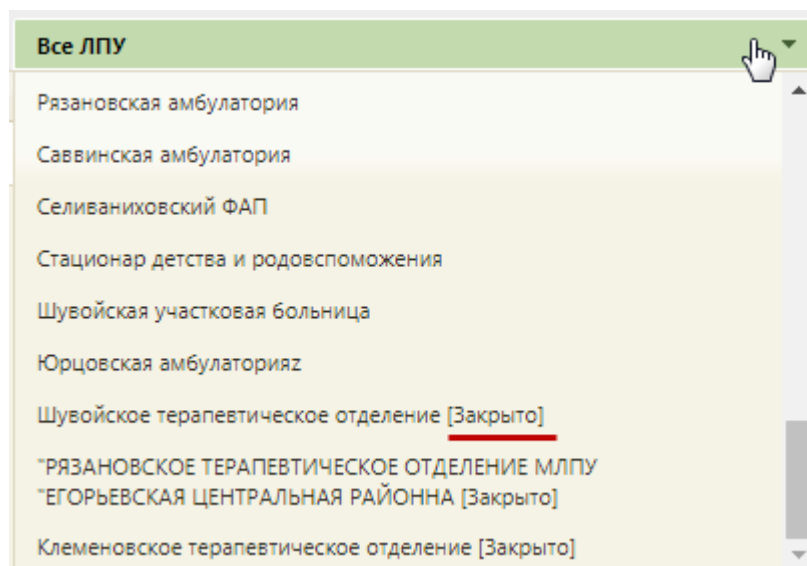 Все ЛПУ
Рязановская амбулатория
Саввинская амбулатория
Селиваниховский ФАП
Стационар детства и родовспоможения
Шувойская участковая больница
Юрцовская амбулаторияz
Шувойское терапевтическое отделение [Закрыто]
"РЯЗАНОВСКОЕ ТЕРАПЕВТИЧЕСКОЕ ОТДЕЛЕНИЕ МЛПУ
"ЕГОРЬЕВСКАЯ ЦЕНТРАЛЬНАЯ РАЙОННА [Закрыто]
Клеменовское терапевтическое отделение [Закрыто]